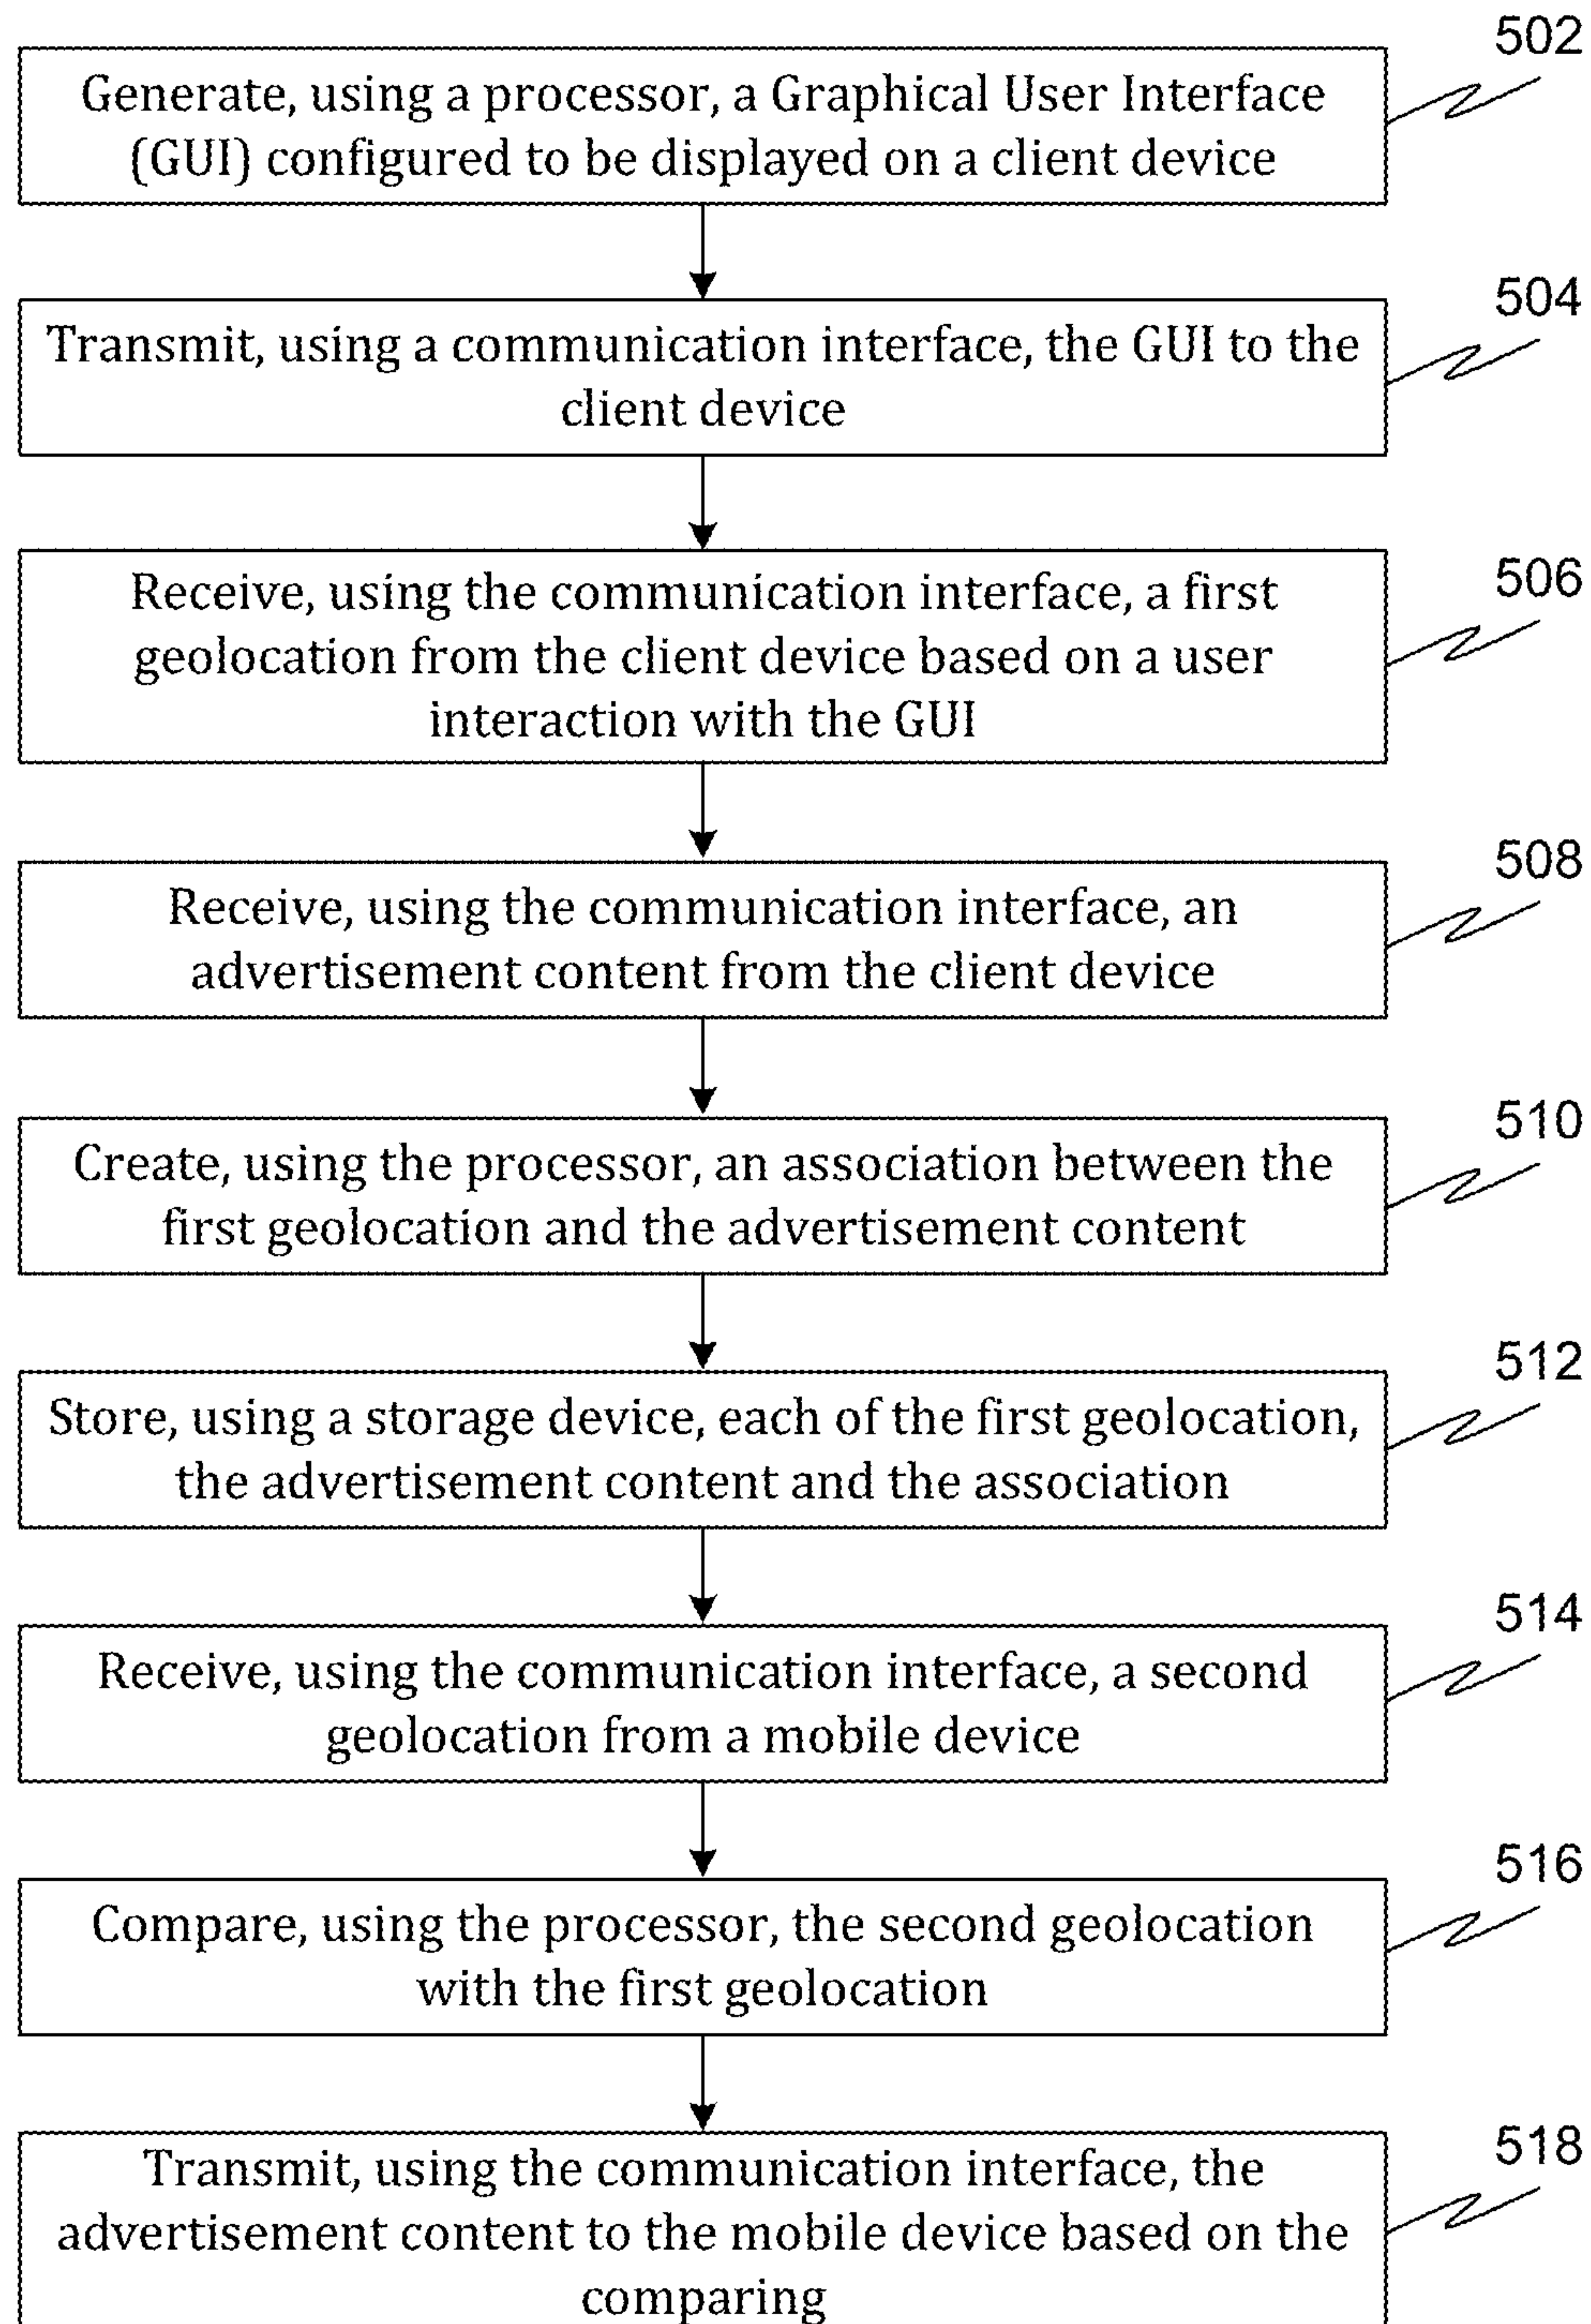 502
Generate, using a processor, a Graphical User Interface
(GUI) configured to be displayed on a client device
504
Transmit, using a communication interface, the GUI to the
client device
506
Receive, using the communication interface, a first
geolocation from the client device based on a user
interaction with the GUI
508
Receive, using the communication interface, an
advertisement content from the client device
510
Create, using the processor, an association between the
first geolocation and the advertisement content
512
Store, using a storage device, each of the first geolocation,
the advertisement content and the association
514
Receive, using the communication interface, a second
geolocation from a mobile device
516
Compare, using the processor, the second geolocation
with the first geolocation
518
Transmit, using the communication interface, the
advertisement content to the mobile device based on the
comparing